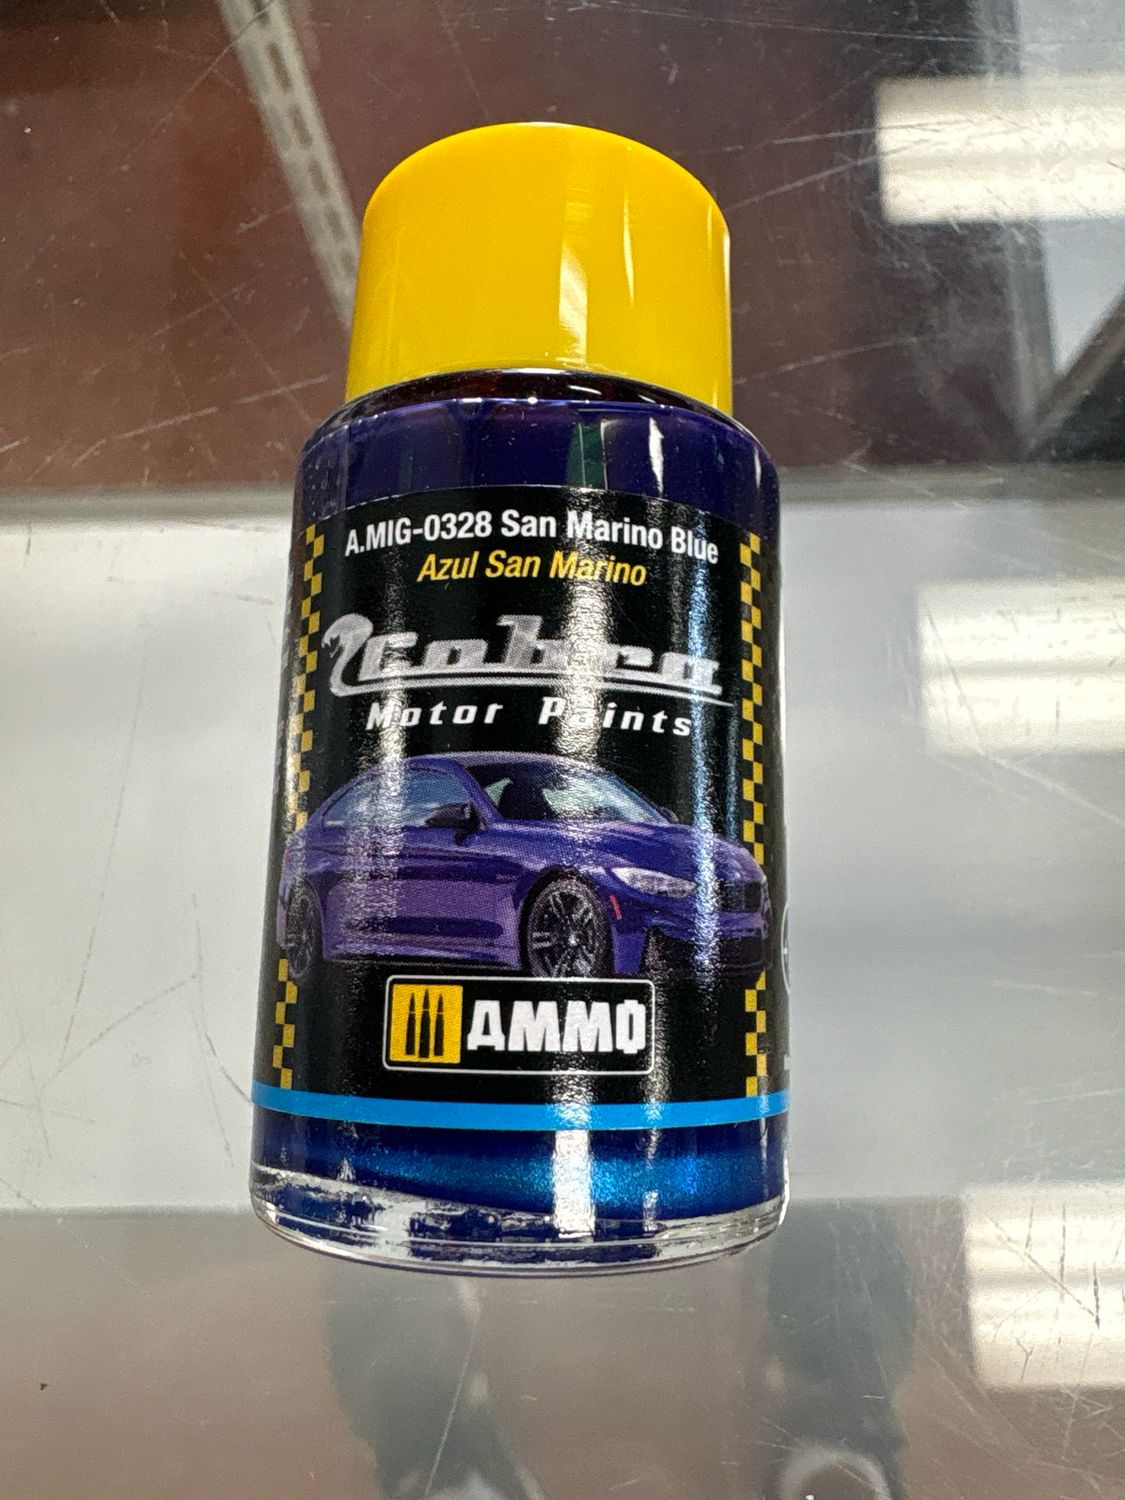 A.MIG-0328 San Marino Blue
Azul San Marino
Cobra
Motor Paints
AMMO